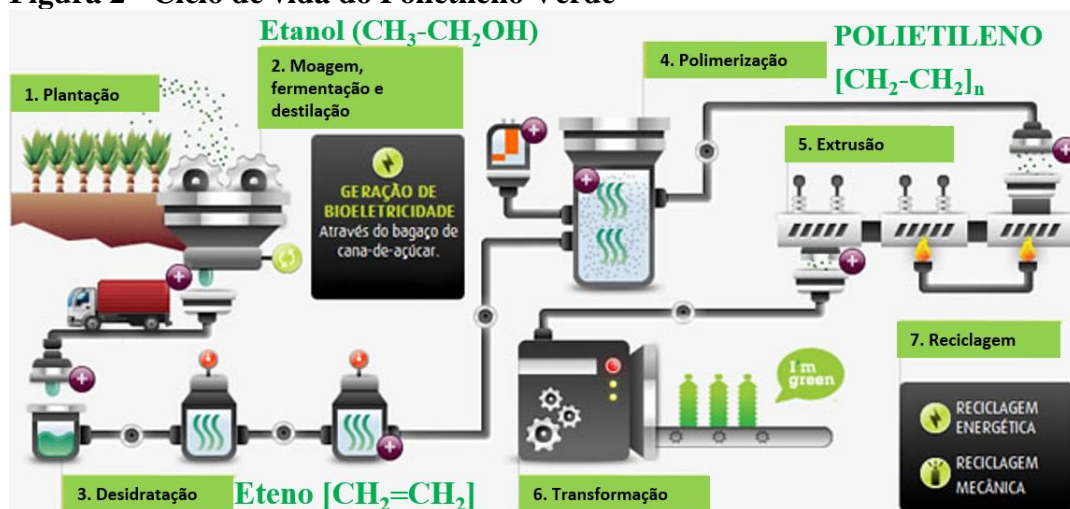 Figura 2 - Ciclo de vida do Polietileno Verde
Etanol (CH₃-CH₂OH)
POLIETILENO
[CH₂-CH₂]ₙ
1. Plantação
2. Moagem,
fermentação e
destilação
4. Polimerização
5. Extrusão
GERAÇÃO DE
BIOELETRICIDADE
Através do bagaço de
cana-de-açúcar.
I'm
green
7. Reciclagem
RECICLAGEM
ENERGÉTICA
RECICLAGEM
MECÂNICA
3. Desidratação
Eteno [CH₂=CH₂]
6. Transformação